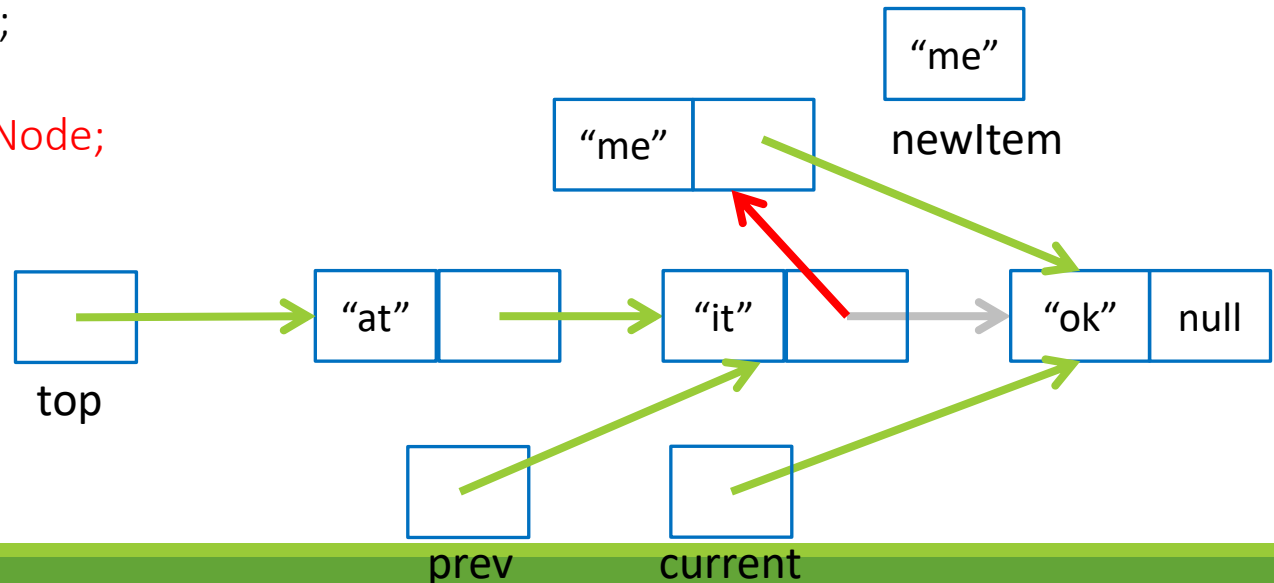 ;
Node;
“me”
newItem
“me”
top
“at”
“it”
“ok” null
prev
current